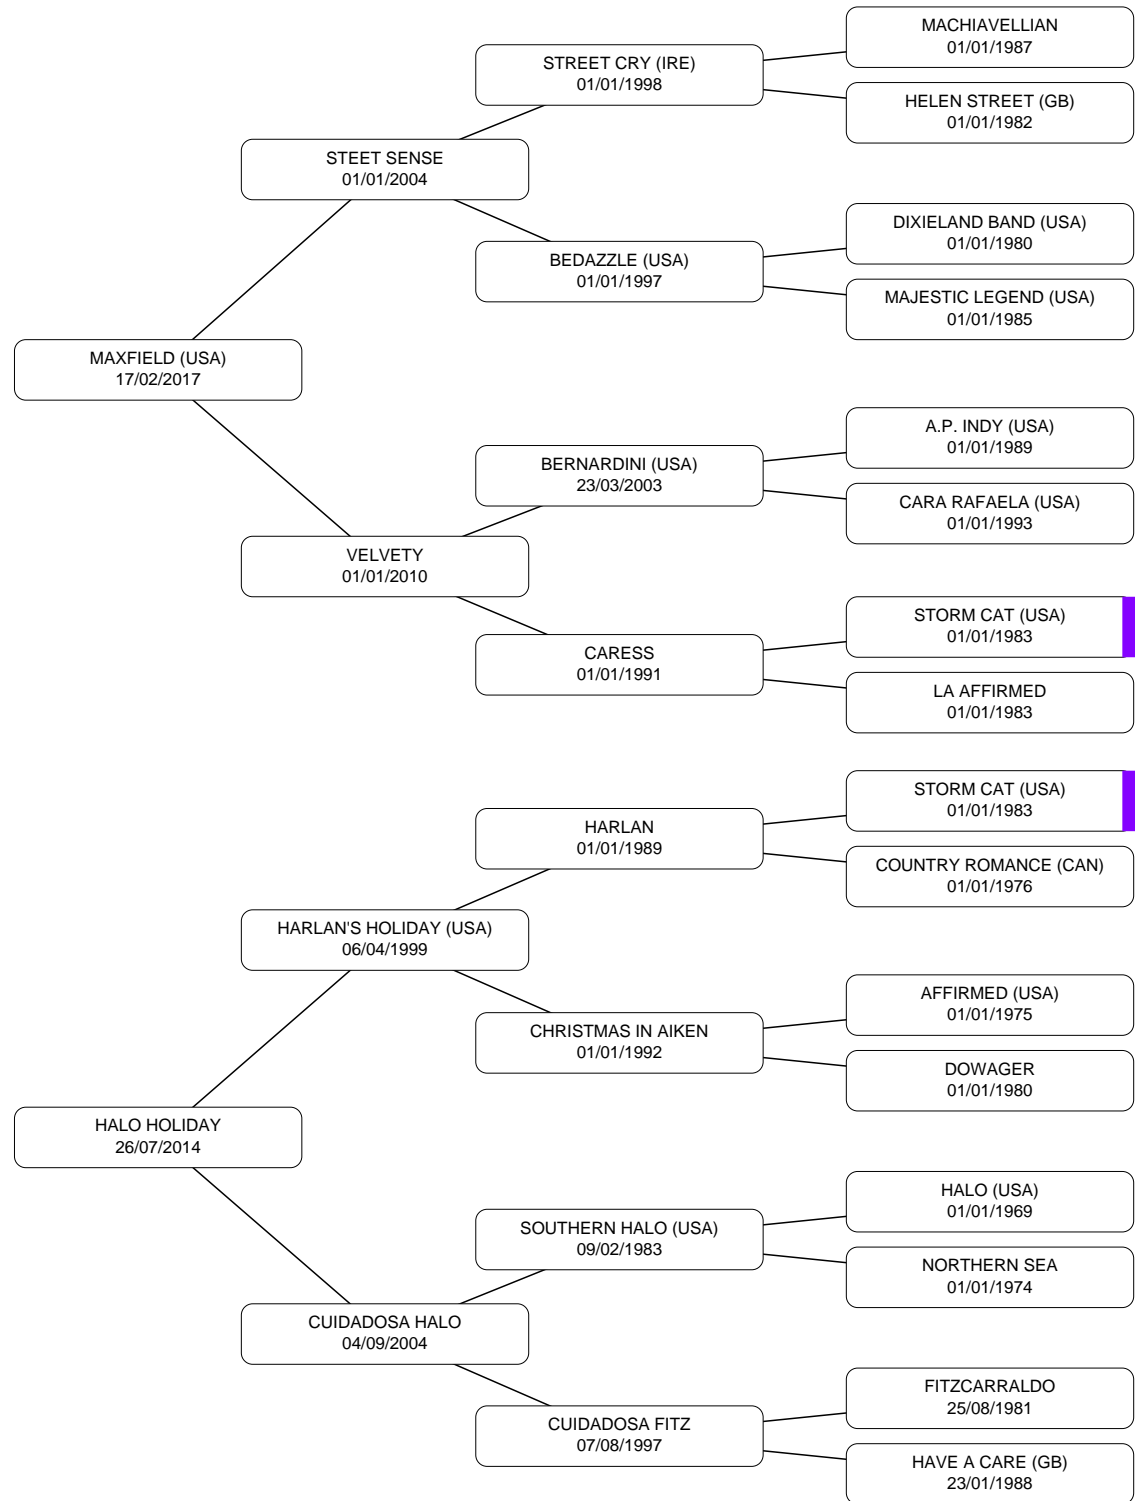 MACHIAVELLIAN
01/01/1987
STREET CRY (IRE)
01/01/1998
HELEN STREET (GB)
01/01/1982
STEET SENSE
01/01/2004
DIXIELAND BAND (USA)
01/01/1980
BEDAZZLE (USA)
01/01/1997
MAJESTIC LEGEND (USA)
01/01/1985
MAXFIELD (USA)
17/02/2017
A.P. INDY (USA)
01/01/1989
BERNARDINI (USA)
23/03/2003
CARA RAFAELA (USA)
01/01/1993
VELVETY
01/01/2010
STORM CAT (USA)
01/01/1983
CARESS
01/01/1991
LA AFFIRMED
01/01/1983
STORM CAT (USA)
01/01/1983
HARLAN
01/01/1989
COUNTRY ROMANCE (CAN)
01/01/1976
HARLAN'S HOLIDAY (USA)
06/04/1999
AFFIRMED (USA)
01/01/1975
CHRISTMAS IN AIKEN
01/01/1992
DOWAGER
01/01/1980
HALO HOLIDAY
26/07/2014
HALO (USA)
01/01/1969
SOUTHERN HALO (USA)
09/02/1983
NORTHERN SEA
01/01/1974
CUIDADOSA HALO
04/09/2004
FITZCARRALDO
25/08/1981
CUIDADOSA FITZ
07/08/1997
HAVE A CARE (GB)
23/01/1988